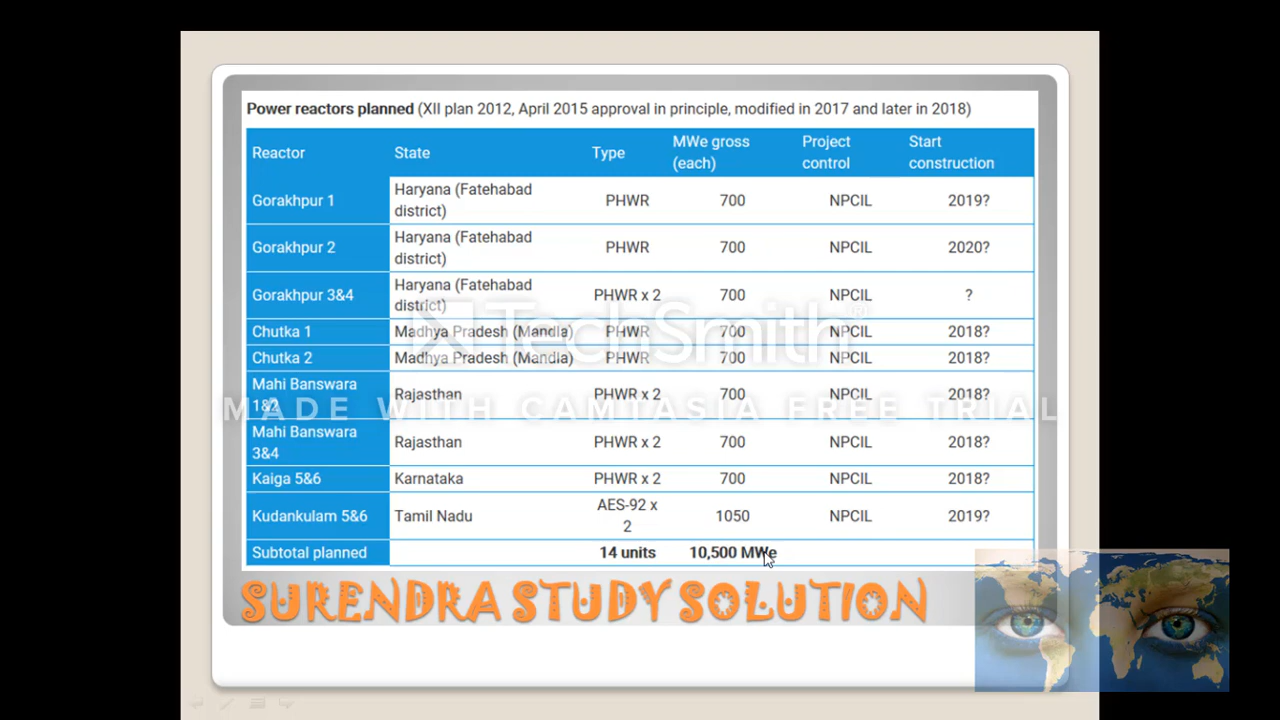 Power reactors planned (XII plan 2012, April 2015 approval in principle, modified in 2017 and later in 2018)
Reactor State Type MWe gross (each) Project control Start construction
Gorakhpur 1 Haryana (Fatehabad district) PHWR 700 NPCIL 2019?
Gorakhpur 2 Haryana (Fatehabad district) PHWR 700 NPCIL 2020?
Gorakhpur 3&4 Haryana (Fatehabad district) PHWR x 2 700 NPCIL ?
Chutka 1 Madhya Pradesh (Mandla) PHWR 700 NPCIL 2018?
Chutka 2 Madhya Pradesh (Mandla) PHWR 700 NPCIL 2018?
Mahi Banswara 1&2 Rajasthan PHWR x 2 700 NPCIL 2018?
Mahi Banswara 3&4 Rajasthan PHWR x 2 700 NPCIL 2018?
Kaiga 5&6 Karnataka PHWR x 2 700 NPCIL 2018?
Kudankulam 5&6 Tamil Nadu AES-92 x 2 1050 NPCIL 2019?
Subtotal planned 14 units 10,500 MWe
TechSmith®
MADE WITH CAMTASIA FREE TRIAL
SURENDRA STUDY SOLUTION